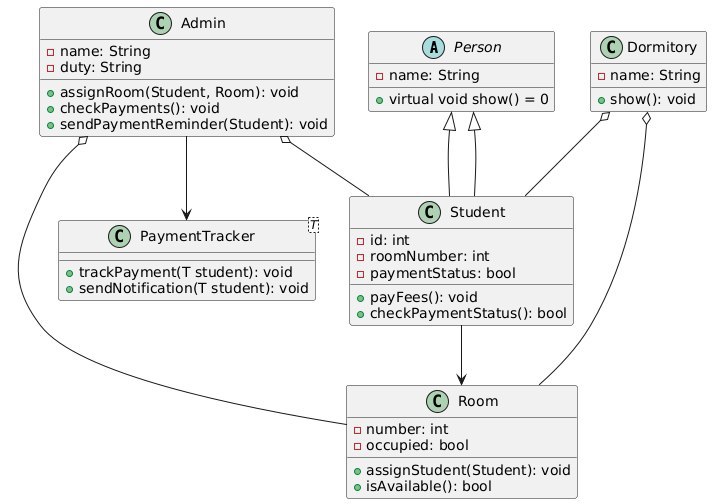 C Admin
name: String
duty: String
assignRoom(Student, Room): void
checkPayments(): void
sendPaymentReminder(Student): void
A Person
name: String
virtual void show() = 0
C Dormitory
name: String
show(): void
C PaymentTracker T
trackPayment(T student): void
sendNotification(T student): void
C Student
id: int
roomNumber: int
paymentStatus: bool
payFees(): void
checkPaymentStatus(): bool
C Room
number: int
occupied: bool
assignStudent(Student): void
isAvailable(): bool